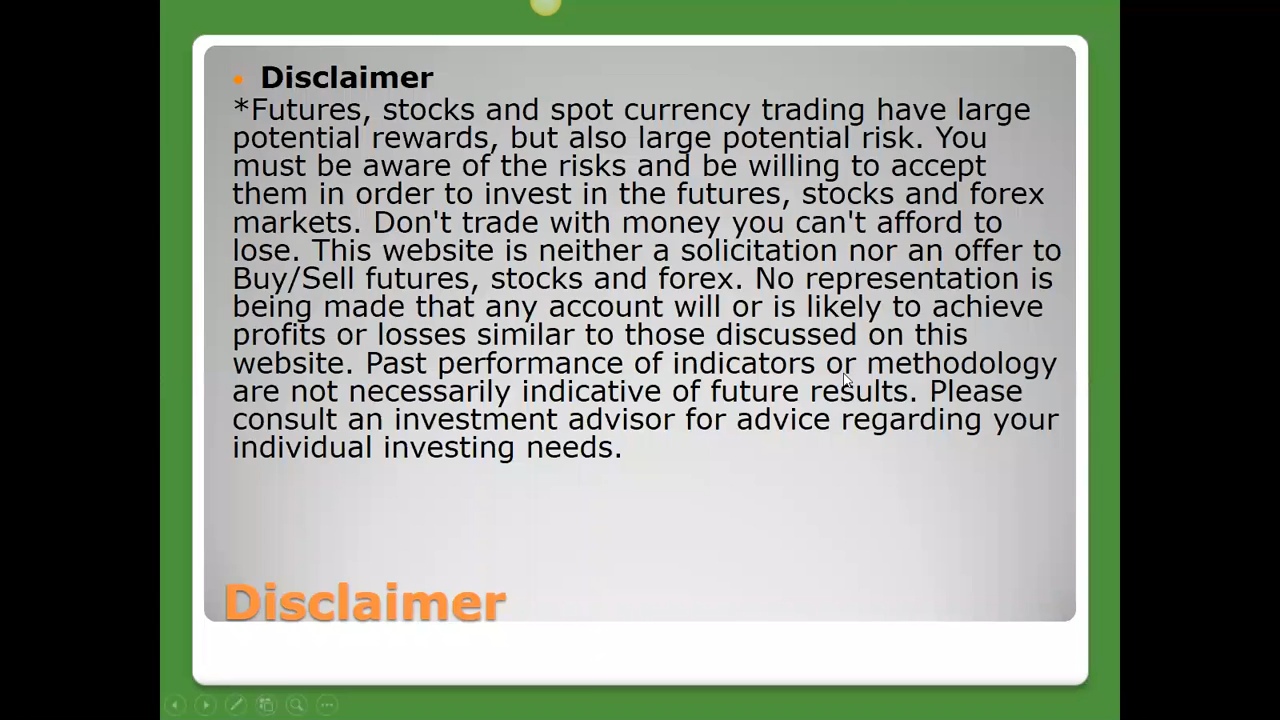 Disclaimer
*Futures, stocks and spot currency trading have large
potential rewards, but also large potential risk. You
must be aware of the risks and be willing to accept
them in order to invest in the futures, stocks and forex
markets. Don't trade with money you can't afford to
lose. This website is neither a solicitation nor an offer to
Buy/Sell futures, stocks and forex. No representation is
being made that any account will or is likely to achieve
profits or losses similar to those discussed on this
website. Past performance of indicators or methodology
are not necessarily indicative of future results. Please
consult an investment advisor for advice regarding your
individual investing needs.
Disclaimer